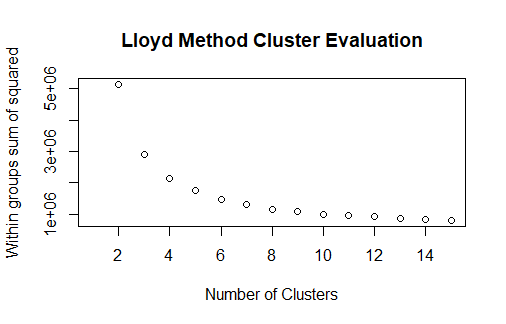 Lloyd Method Cluster Evaluation
Within groups sum of squared
5e+06
3e+06
1e+06
2 4 6 8 10 12 14
Number of Clusters